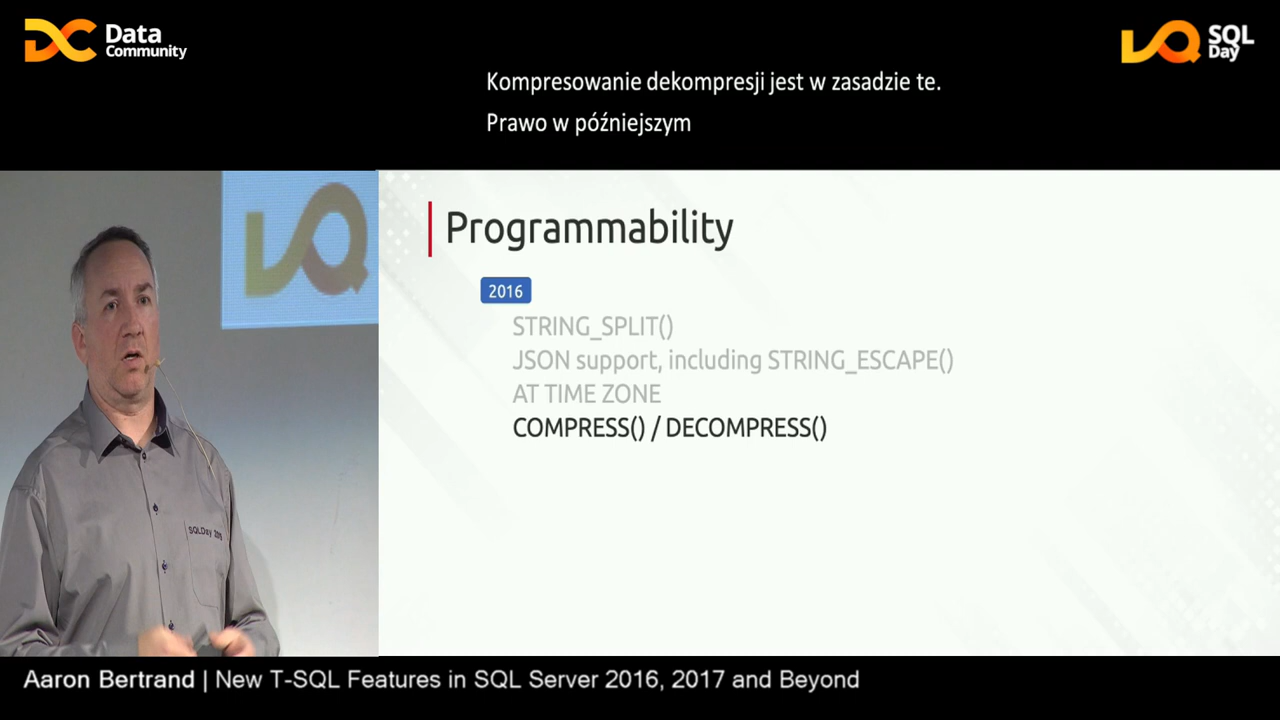 Data
Community
SQL
Day
Kompresowanie dekompresji jest w zasadzie te.
Prawo w późniejszym
Programmability
2016
STRING_SPLIT()
JSON support, including STRING_ESCAPE()
AT TIME ZONE
COMPRESS() / DECOMPRESS()
Aaron Bertrand | New T-SQL Features in SQL Server 2016, 2017 and Beyond